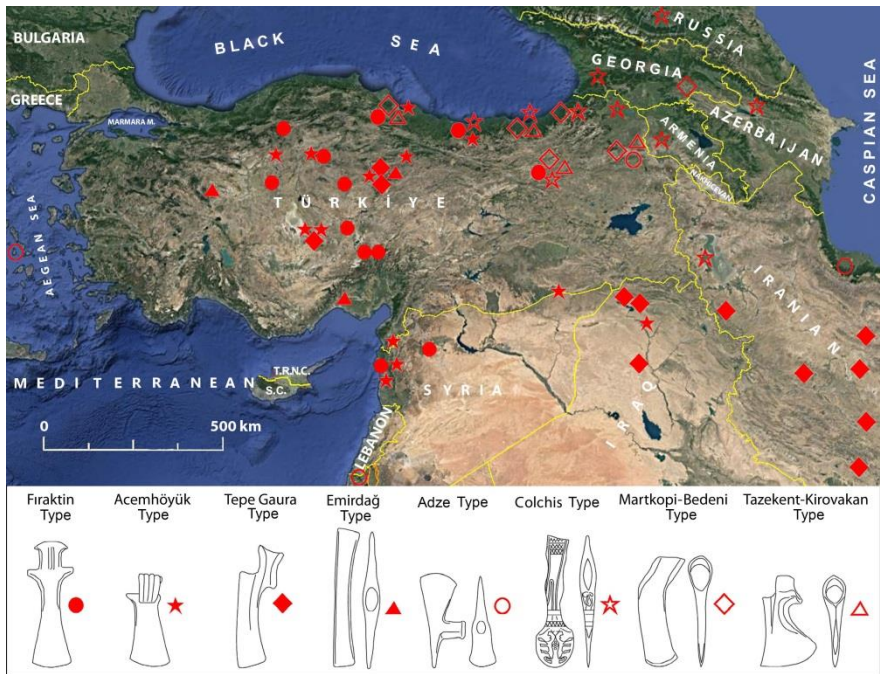 BULGARIA
BLACK SEA
RUSSIA
GEORGIA
GREECE
MARMARA M.
AZERBAIJAN
ARMENIA
NAKHICEVAN
CASPIAN SEA
AEGEAN SEA
TÜRKİYE
IRANIAN
T.R.N.C.
S.C.
MEDITERRANEAN
SYRIA
IRAQ
LEBANON
0 500 km
Fıraktin Acemhöyük Tepe Gaura Emirdağ Adze Type Colchis Type Martkopi-Bedeni Tazekent-Kirovakan
Type Type Type Type Type Type